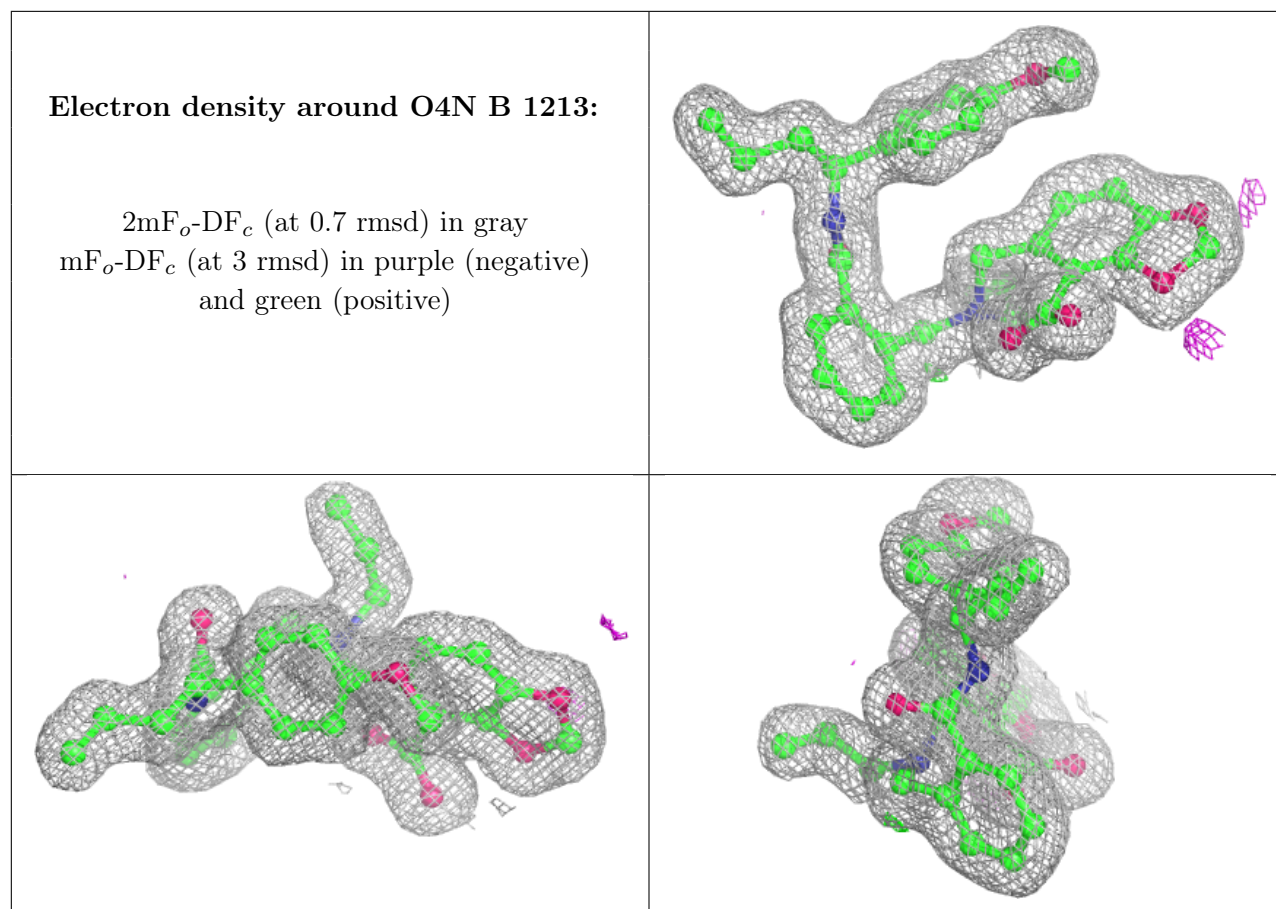 Electron density around O4N B 1213:
2mFₒ-DF𝒸 (at 0.7 rmsd) in gray
mFₒ-DF𝒸 (at 3 rmsd) in purple (negative)
and green (positive)